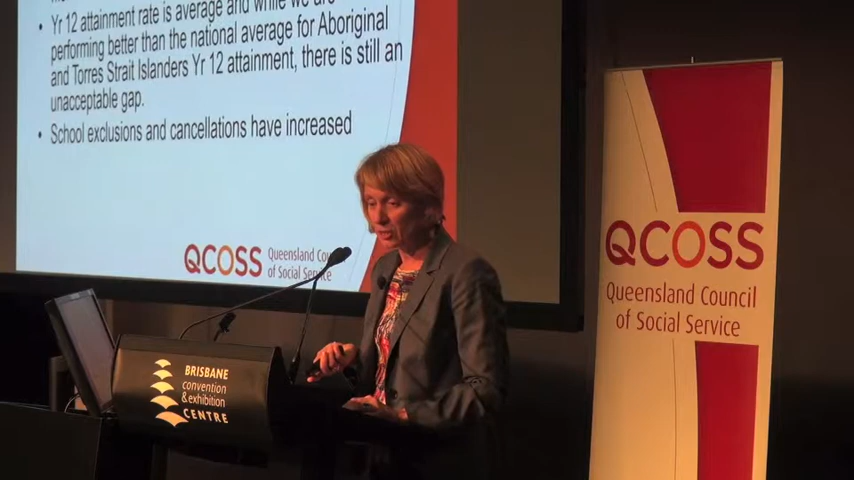 • Yr 12 attainment rate is average and while we are
performing better than the national average for Aboriginal
and Torres Strait Islanders Yr 12 attainment, there is still an
unacceptable gap.
• School exclusions and cancellations have increased
QCOSS
Queensland Council
of Social Service
QCOSS
Queensland Council
of Social Service
BRISBANE
convention
& exhibition
CENTRE